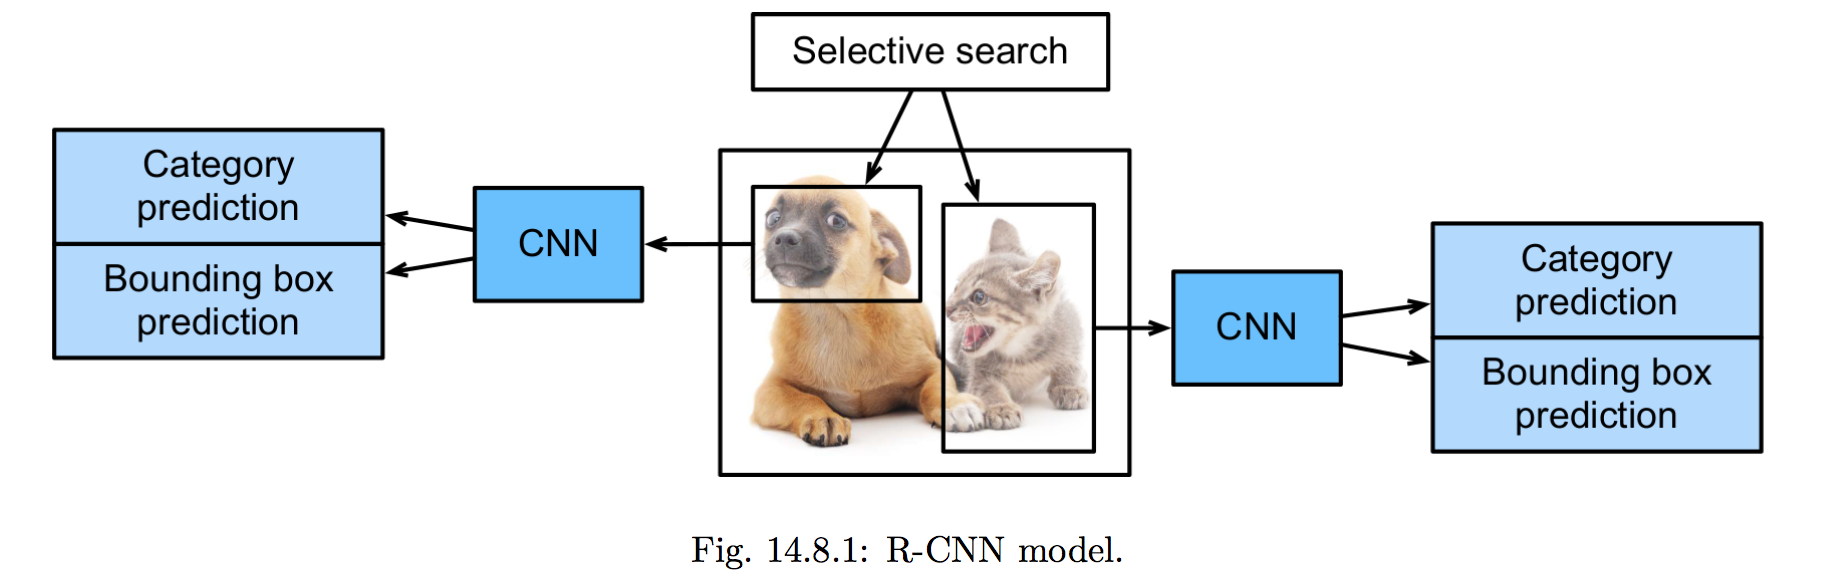 Selective search
Category
prediction
Bounding box
prediction
CNN
CNN
Category
prediction
Bounding box
prediction
Fig. 14.8.1: R-CNN model.